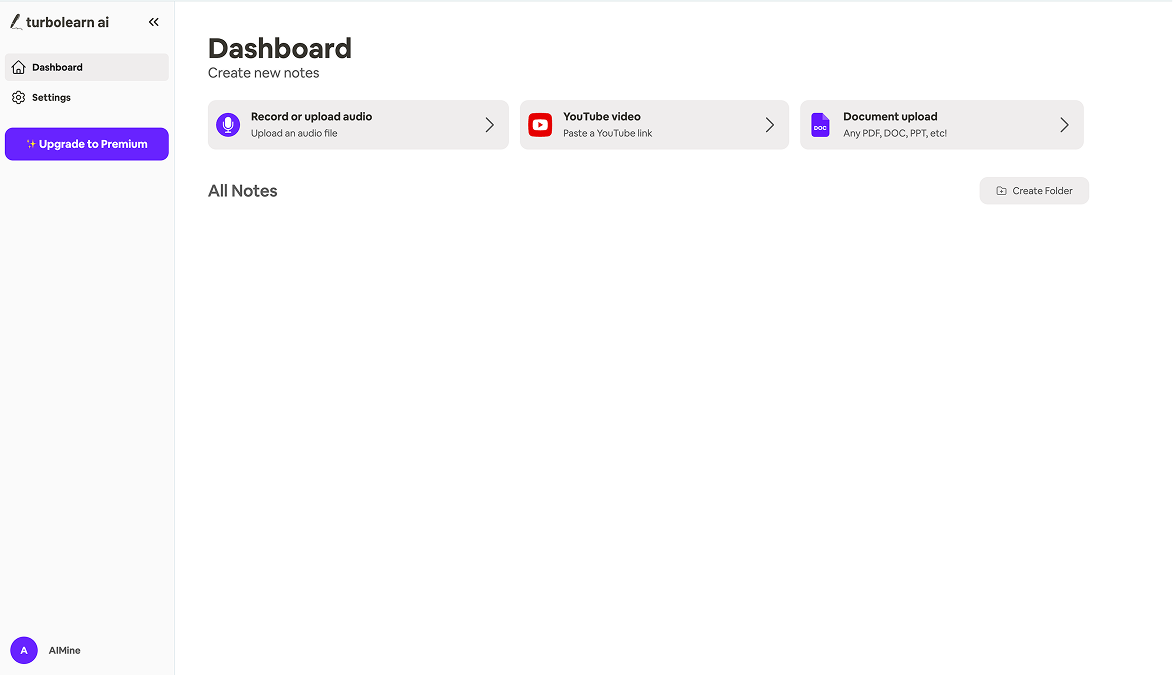 turbolearn ai
Dashboard
Settings
✨ Upgrade to Premium
AIMine
A
Dashboard
Create new notes
Record or upload audio
Upload an audio file
YouTube video
Paste a YouTube link
DOC
Document upload
Any PDF, DOC, PPT, etc!
All Notes
Create Folder